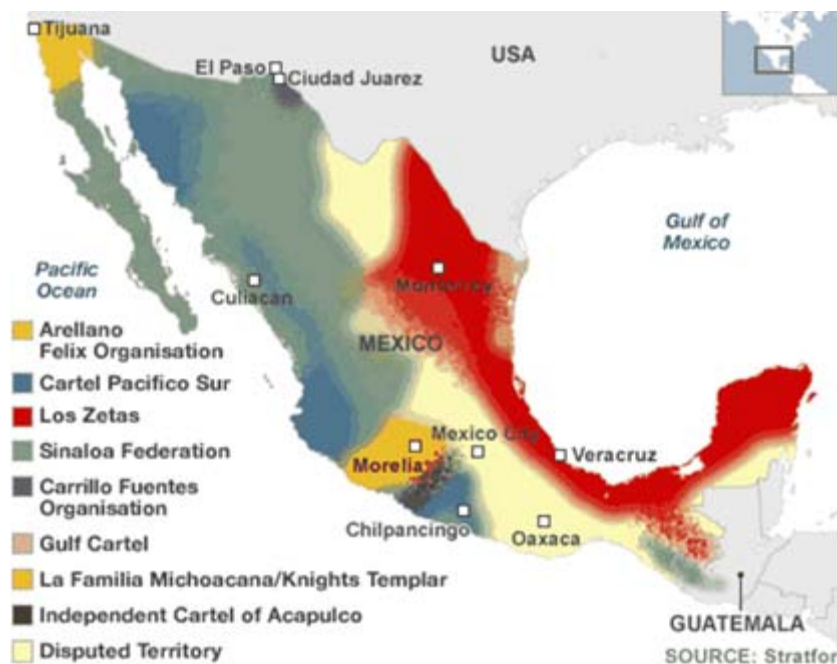 Tijuana
USA
El Paso
Ciudad Juarez
Gulf of
Mexico
Pacific
Ocean
Culiacan
Monterrey
MEXICO
Arellano
Felix Organisation
Cartel Pacifico Sur
Los Zetas
Sinaloa Federation
Carrillo Fuentes
Organisation
Gulf Cartel
La Familia Michoacana/Knights Templar
Independent Cartel of Acapulco
Disputed Territory
Mexico City
Morelia
Veracruz
Chilpancingo
Oaxaca
GUATEMALA
SOURCE: Stratfor